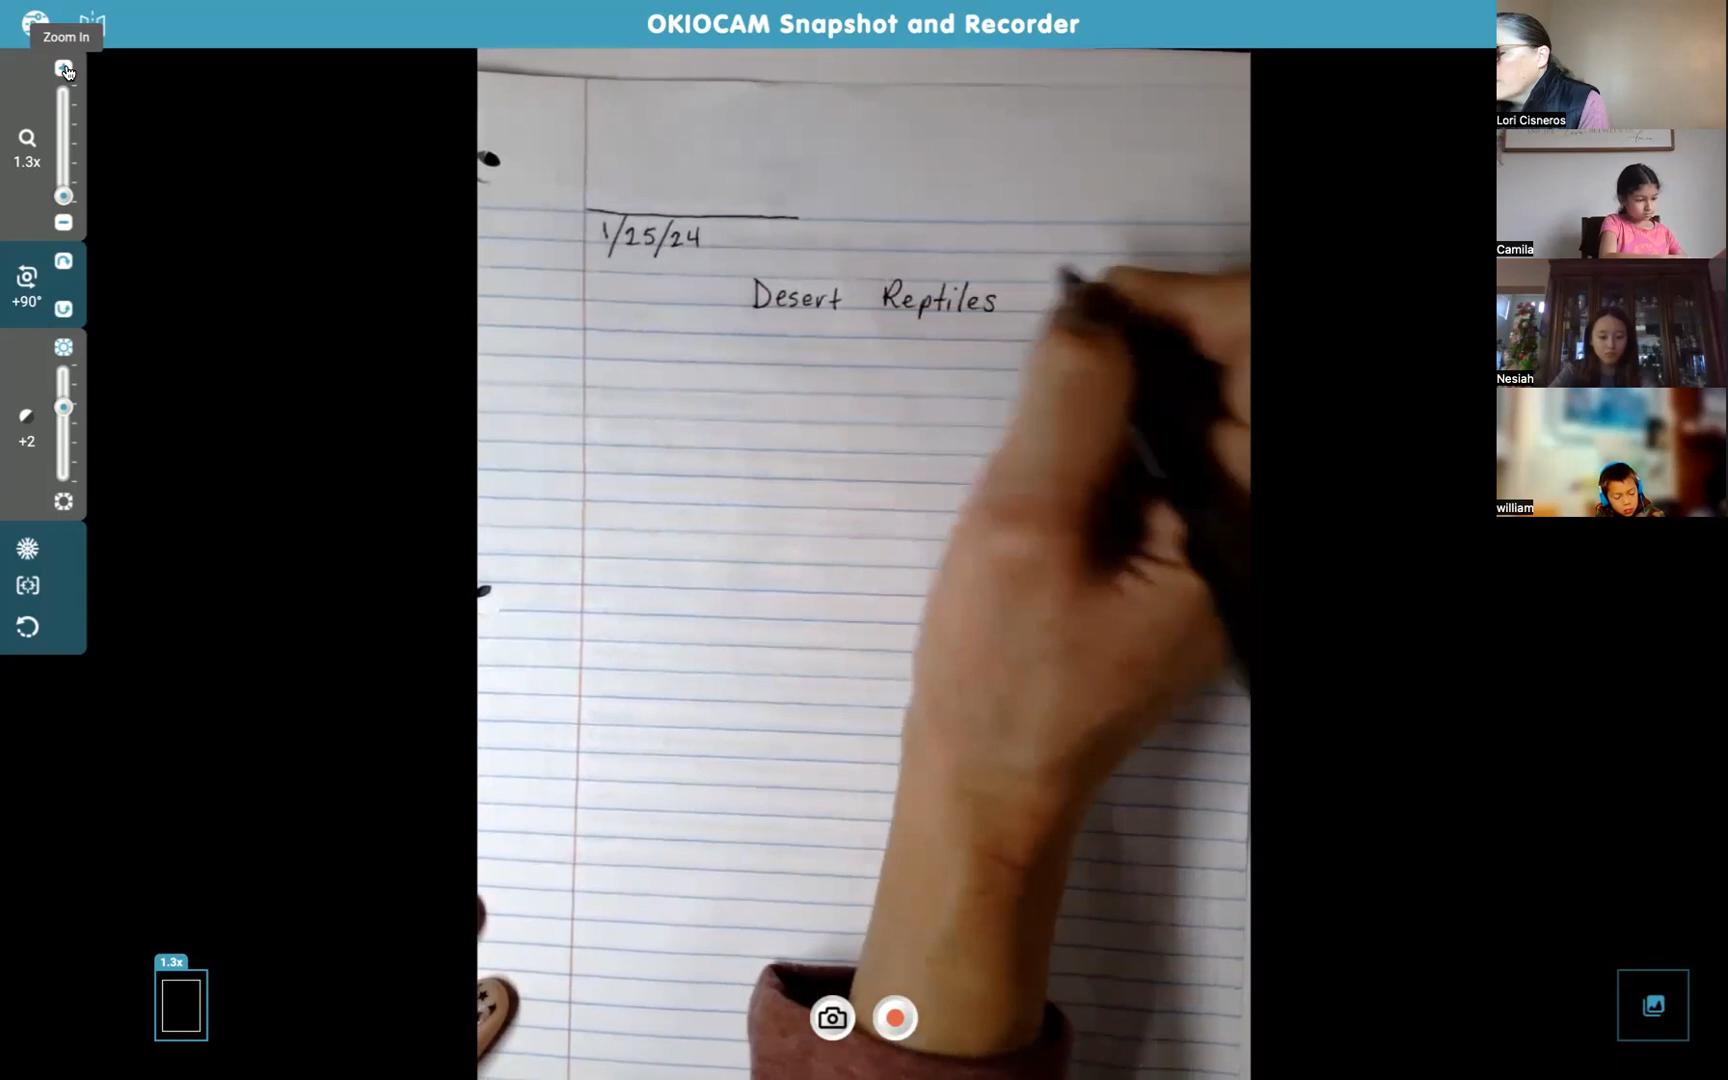 OKIOCAM Snapshot and Recorder
Zoom In
1.3x
+90°
+2
1.3x
1/25/24
Desert Reptiles
Lori Cisneros
Camila
Nesiah
william